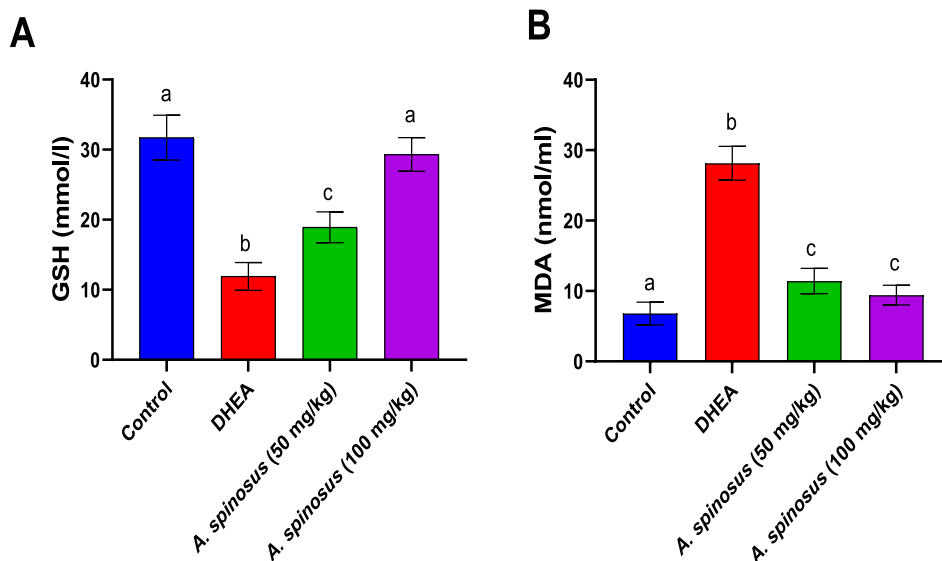 A
GSH (mmol/l)
40
30
20
10
0
a
b
c
a
Control
DHEA
A. spinosus (50 mg/kg)
A. spinosus (100 mg/kg)
B
MDA (nmol/ml)
40
30
20
10
0
a
b
c
c
Control
DHEA
A. spinosus (50 mg/kg)
A. spinosus (100 mg/kg)